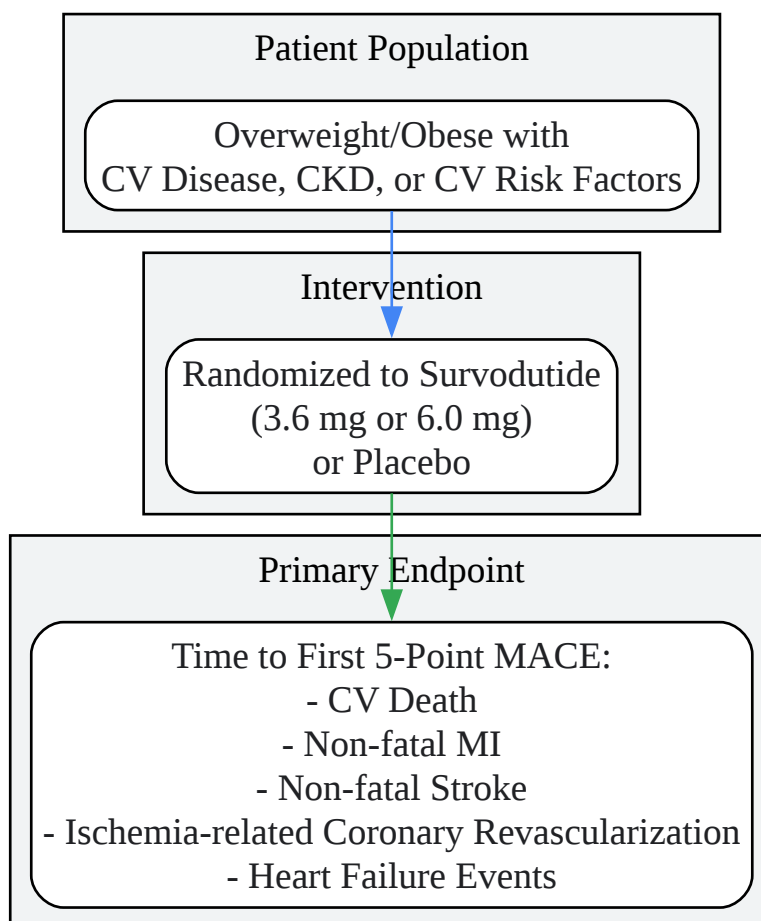 Patient Population
Overweight/Obese with
CV Disease, CKD, or CV Risk Factors
Intervention
Randomized to Survodutide
(3.6 mg or 6.0 mg)
or Placebo
Primary Endpoint
Time to First 5-Point MACE:
- CV Death
- Non-fatal MI
- Non-fatal Stroke
- Ischemia-related Coronary Revascularization
- Heart Failure Events